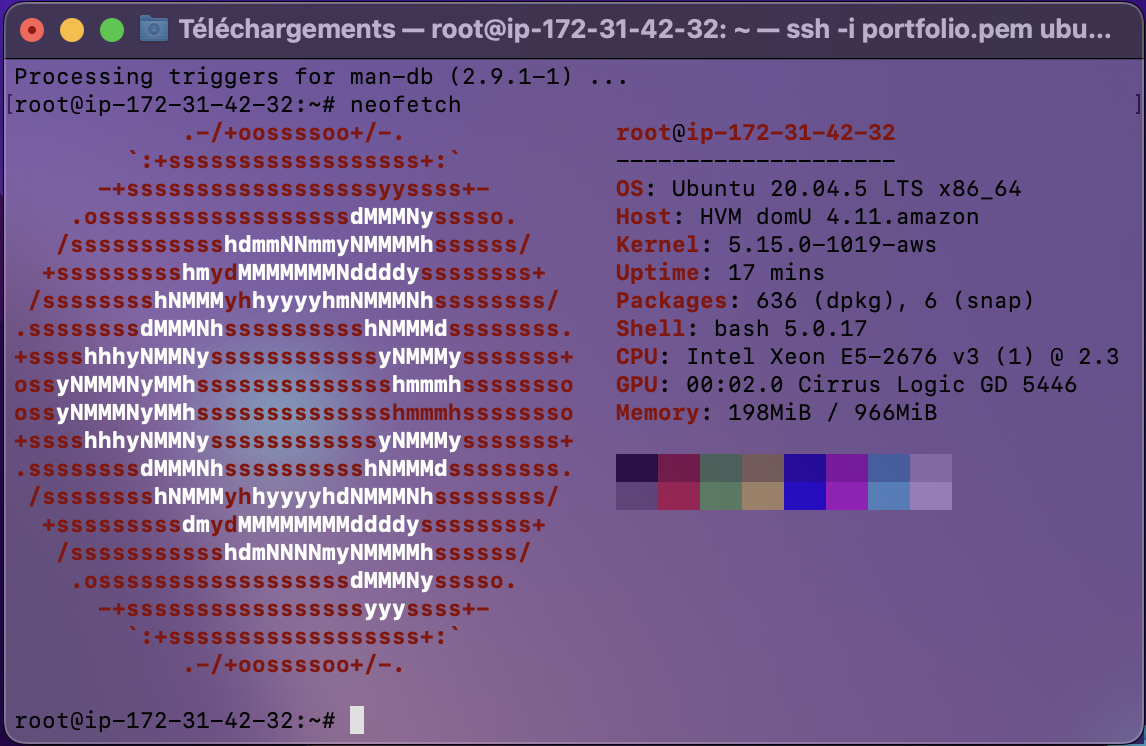 Téléchargements — root@ip-172-31-42-32: ~ — ssh -i portfolio.pem ubu...
Processing triggers for man-db (2.9.1-1) ...
[root@ip-172-31-42-32:~# neofetch ]
.-/+oossssoo+/-. root@ip-172-31-42-32
`:+ssssssssssssssssss+:` --------------------
-+ssssssssssssssssssyyssss+- OS: Ubuntu 20.04.5 LTS x86_64
.ossssssssssssssssssdMMMNysssso. Host: HVM domU 4.11.amazon
/ssssssssssshdmmNNmmyNMMMMhssssss/ Kernel: 5.15.0-1019-aws
+ssssssssshmydMMMMMMMNddddyssssssss+ Uptime: 17 mins
/sssssssshNMMMyhhyyyyhmNMMMNhssssssss/ Packages: 636 (dpkg), 6 (snap)
.ssssssssdMMMNhsssssssssshNMMMdssssssss. Shell: bash 5.0.17
+sssshhhyNMMNyssssssssssssyNMMMysssssss+ CPU: Intel Xeon E5-2676 v3 (1) @ 2.3
ossyNMMMNyMMhsssssssssssssshmmmhssssssso GPU: 00:02.0 Cirrus Logic GD 5446
ossyNMMMNyMMhsssssssssssssshmmmhssssssso Memory: 198MiB / 966MiB
+sssshhhyNMMNyssssssssssssyNMMMysssssss+
.ssssssssdMMMNhsssssssssshNMMMdssssssss.
/sssssssshNMMMyhhyyyyhdNMMMNhssssssss/
+sssssssssdmydMMMMMMMMddddyssssssss+
/ssssssssssshdmNNNNmyNMMMMhssssss/
.ossssssssssssssssssdMMMNysssso.
-+sssssssssssssssssyyyssss+-
`:+ssssssssssssssssss+:`
.-/+oossssoo+/-.
root@ip-172-31-42-32:~#